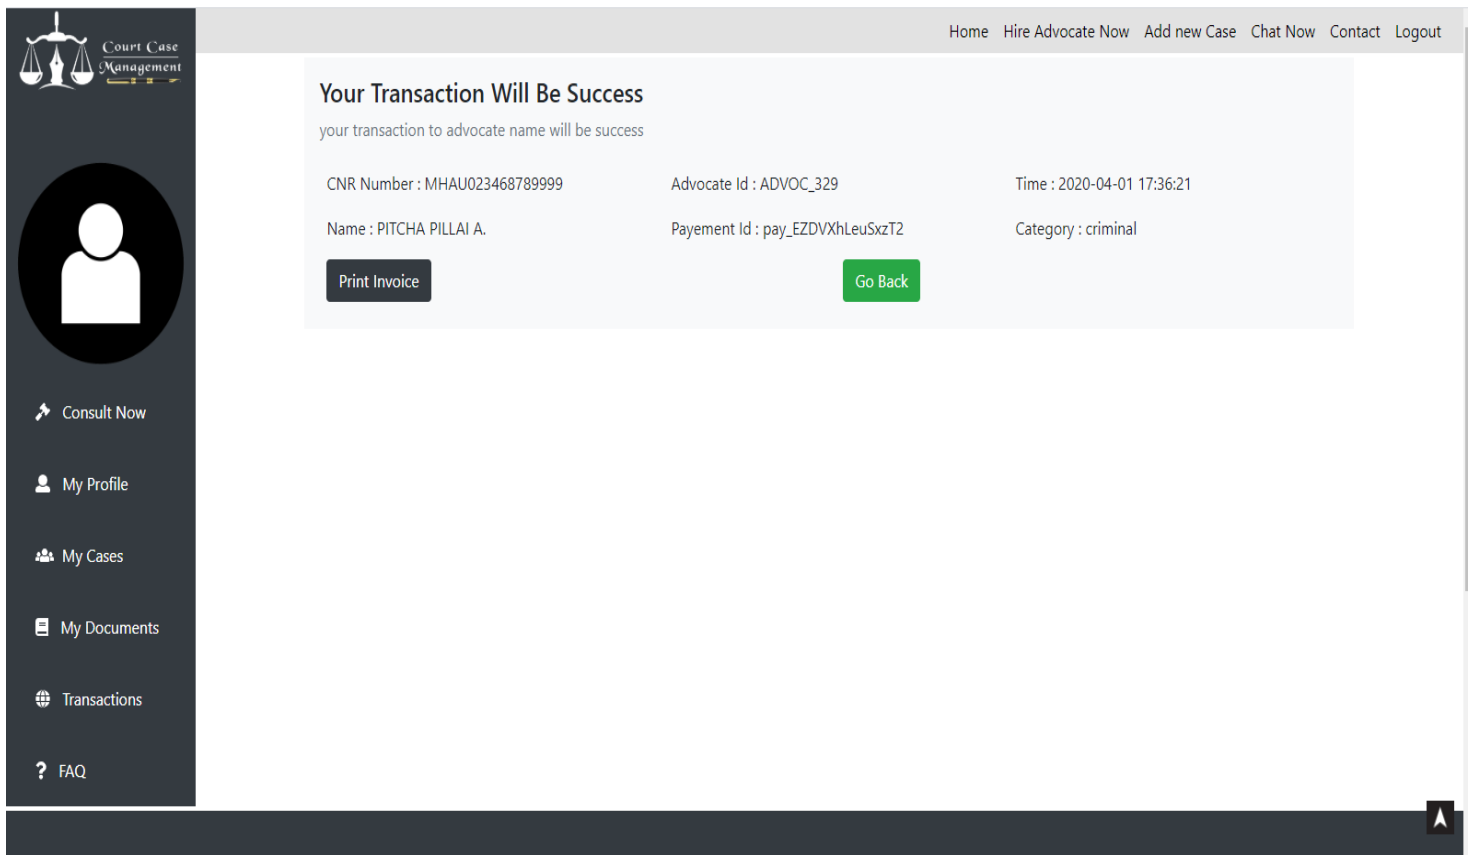 Court Case
Management
Home Hire Advocate Now Add new Case Chat Now Contact Logout
Your Transaction Will Be Success
your transaction to advocate name will be success
CNR Number : MHAU023468789999 Advocate Id : ADVOC_329 Time : 2020-04-01 17:36:21
Name : PITCHA PILLAI A. Payement Id : pay_EZDVXhLeuSxzT2 Category : criminal
Print Invoice Go Back
Consult Now
My Profile
My Cases
My Documents
Transactions
? FAQ